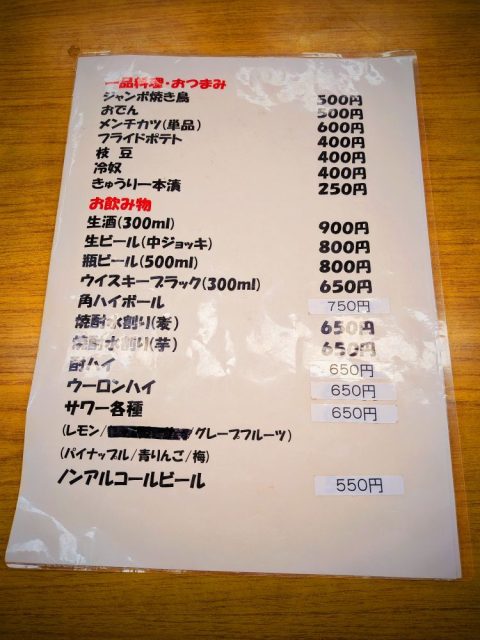 一品料理・おつまみ
ジャンボ焼き鳥 500円
おでん 500円
メンチカツ(単品) 600円
フライドポテト 400円
枝 豆 400円
冷奴 400円
きゅうり一本漬 250円
お飲み物
生酒(300ml) 900円
生ビール(中ジョッキ) 800円
瓶ビール(500ml) 800円
ウイスキーブラック(300ml) 650円
角ハイボール 750円
焼酎水割り(麦) 650円
焼酎水割り(芋) 650円
酎ハイ 650円
ウーロンハイ 650円
サワー各種 650円
(レモン/ /グレープフルーツ)
(パイナップル/青りんご/梅)
ノンアルコールビール 550円